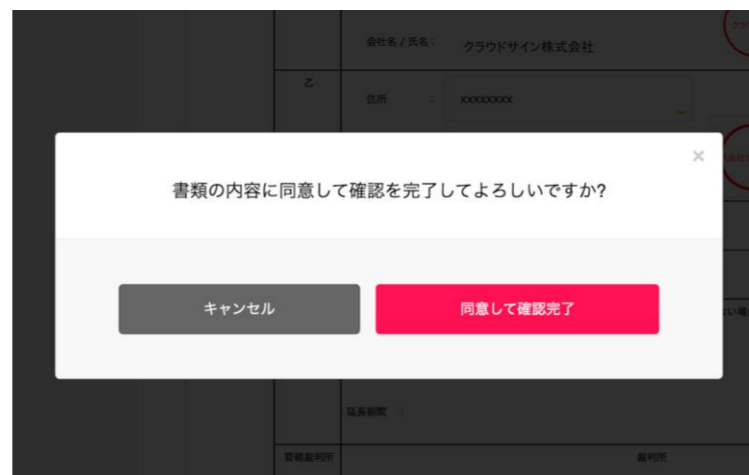 会社名 / 氏名 : クラウドサイン株式会社
乙
住所 : xxxxxxxx
×
書類の内容に同意して確認を完了してよろしいですか?
キャンセル
同意して確認完了
延長期間 :
管轄裁判所 裁判所